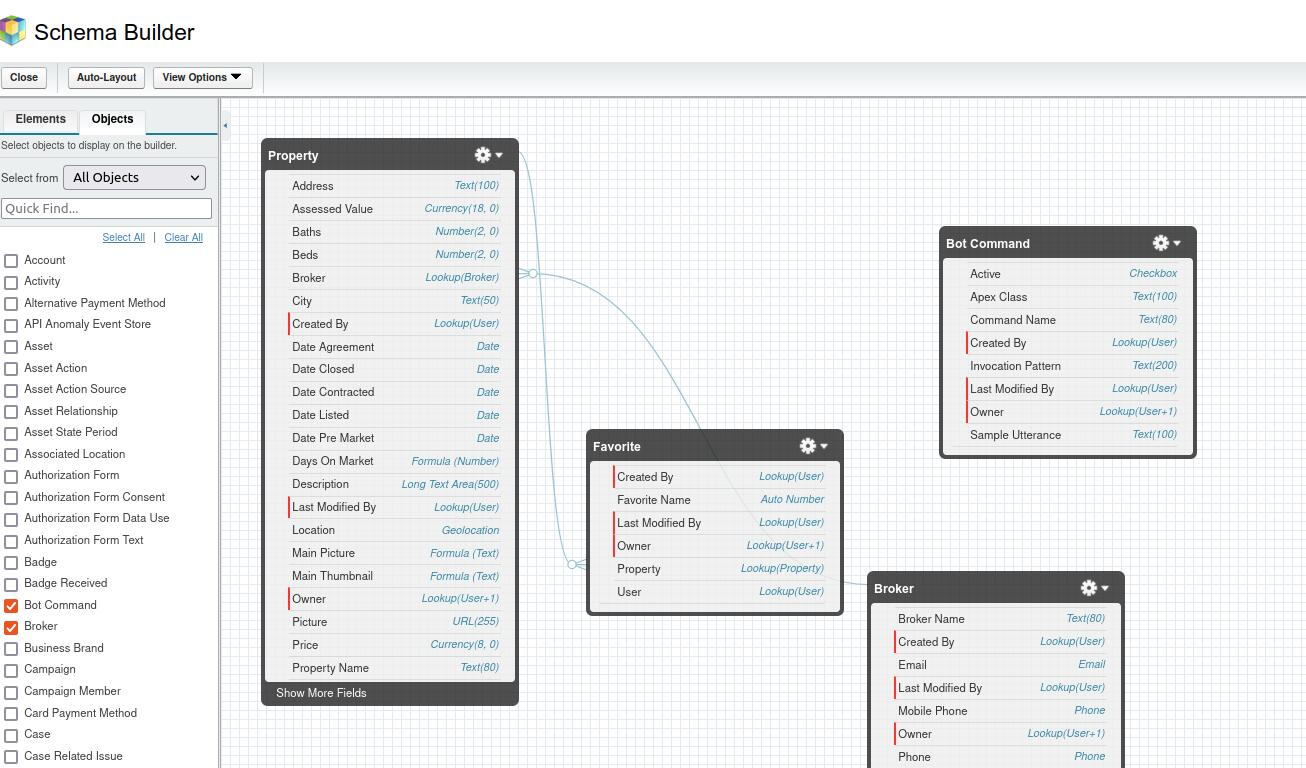 Schema Builder
Close
Auto-Layout
View Options
Elements
Objects
Select objects to display on the builder.
Select from
All Objects
Quick Find...
Select All | Clear All
Account
Activity
Alternative Payment Method
API Anomaly Event Store
Asset
Asset Action
Asset Action Source
Asset Relationship
Asset State Period
Associated Location
Authorization Form
Authorization Form Consent
Authorization Form Data Use
Authorization Form Text
Badge
Badge Received
Bot Command
Broker
Business Brand
Campaign
Campaign Member
Card Payment Method
Case
Case Related Issue
Property
Address Text(100)
Assessed Value Currency(18, 0)
Baths Number(2, 0)
Beds Number(2, 0)
Broker Lookup(Broker)
City Text(50)
Created By Lookup(User)
Date Agreement Date
Date Closed Date
Date Contracted Date
Date Listed Date
Date Pre Market Date
Days On Market Formula (Number)
Description Long Text Area(500)
Last Modified By Lookup(User)
Location Geolocation
Main Picture Formula (Text)
Main Thumbnail Formula (Text)
Owner Lookup(User+1)
Picture URL(255)
Price Currency(8, 0)
Property Name Text(80)
Show More Fields
Favorite
Created By Lookup(User)
Favorite Name Auto Number
Last Modified By Lookup(User)
Owner Lookup(User+1)
Property Lookup(Property)
User Lookup(User)
Bot Command
Active Checkbox
Apex Class Text(100)
Command Name Text(80)
Created By Lookup(User)
Invocation Pattern Text(200)
Last Modified By Lookup(User)
Owner Lookup(User+1)
Sample Utterance Text(100)
Broker
Broker Name Text(80)
Created By Lookup(User)
Email Email
Last Modified By Lookup(User)
Mobile Phone Phone
Owner Lookup(User+1)
Phone Phone